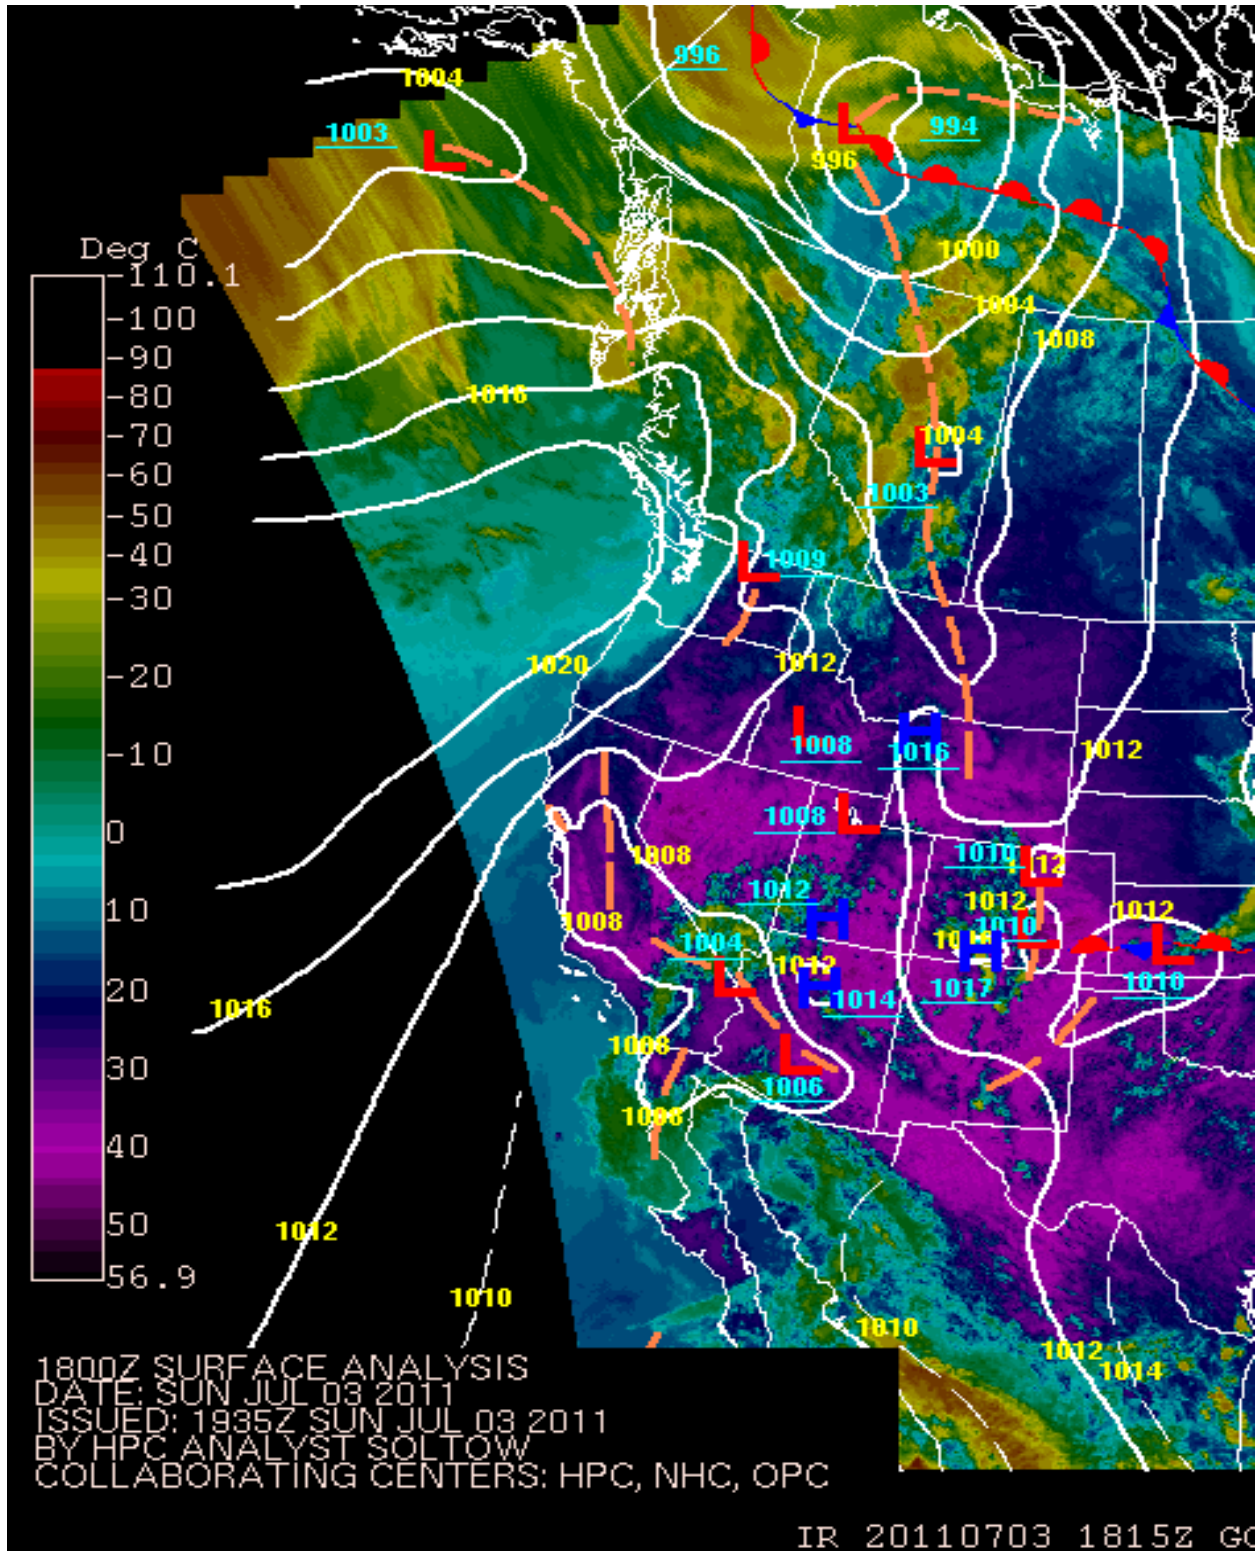 996
1004
1003
L
L
994
996
1000
Deg C
-110.1
1004
-100
1008
-90
-80
1016
-70
1004
L
-60
1003
-50
-40
L
1009
-30
1020
1012
-20
L
H
1008
1016
1012
-10
L
1008
0
1008
1010
L
1012
10
1012
H
1012
1012
1008
1010
L
1004
1012
H
L
20
L
H
1014
1017
1010
1016
30
1008
L
1006
1008
40
50
1012
56.9
1010
1010
1012
1014
1800Z SURFACE ANALYSIS
DATE: SUN JUL 03 2011
ISSUED: 1935Z SUN JUL 03 2011
BY HPC ANALYST SOLTOW
COLLABORATING CENTERS: HPC, NHC, OPC
IR 20110703 1815Z GO